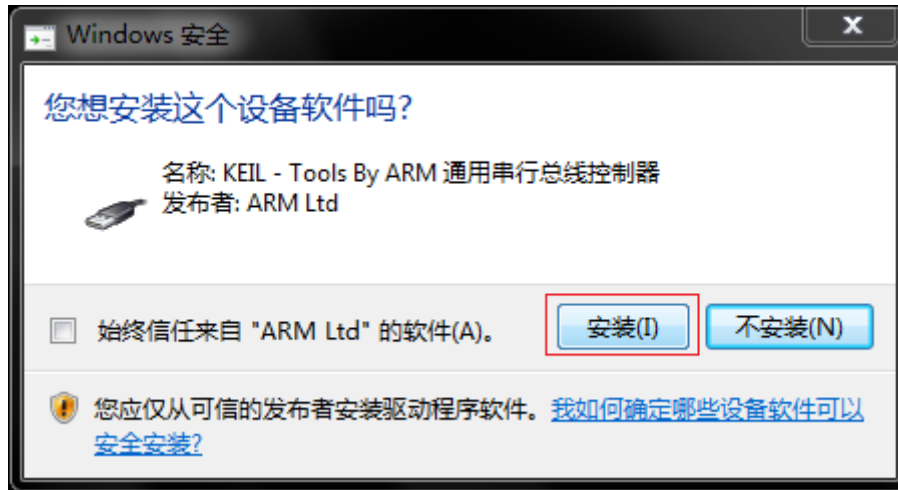 Windows 安全
您想安装这个设备软件吗?
名称: KEIL - Tools By ARM 通用串行总线控制器
发布者: ARM Ltd
始终信任来自 "ARM Ltd" 的软件(A)。
安装(I)
不安装(N)
您应仅从可信的发布者安装驱动程序软件。我如何确定哪些设备软件可以
安全安装?